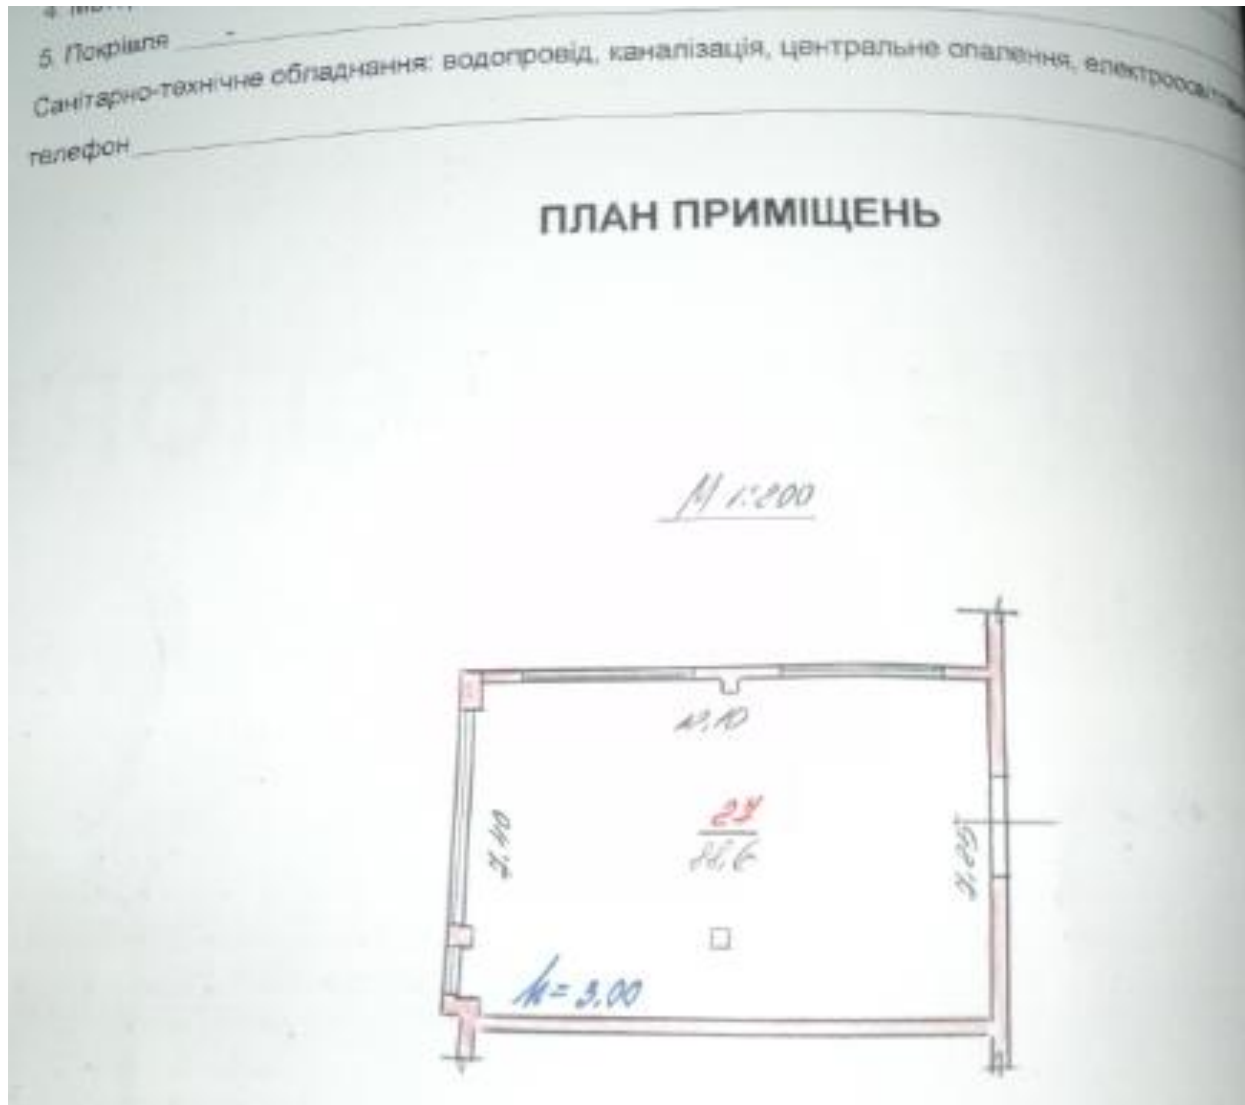 5. Покрівля -
Санітарно-технічне обладнання: водопровід, каналізація, центральне опалення, електроосвітлен
телефон
ПЛАН ПРИМІЩЕНЬ
М 1:200
12.10
27
88,6
7.40
7.25
h = 3.00